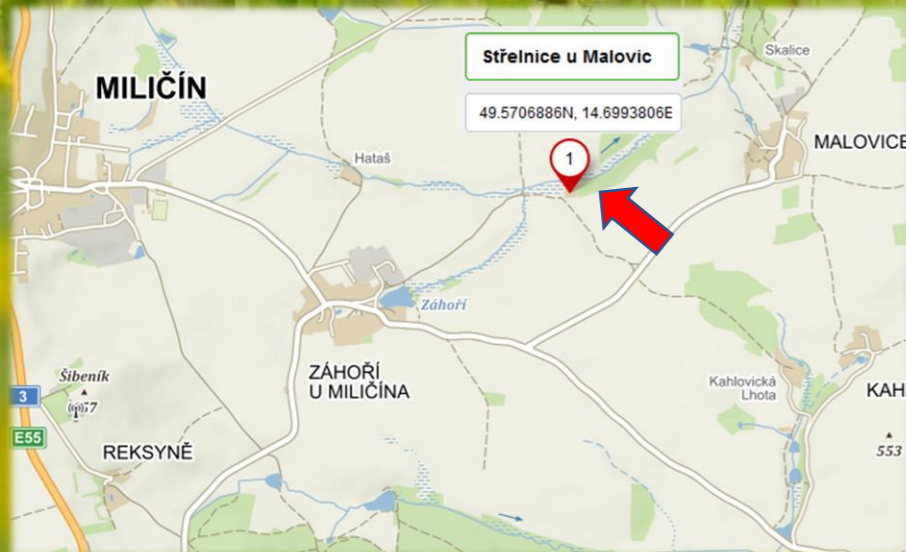 Střelnice u Malovic
Skalice
MILIČÍN
49.5706886N, 14.6993806E
MALOVICE
1
Hataš
Záhoří
ZÁHOŘÍ
U MILIČÍNA
Šibeník
3
E55
REKSYNĚ
Kahlovická
Lhota
KAH
553